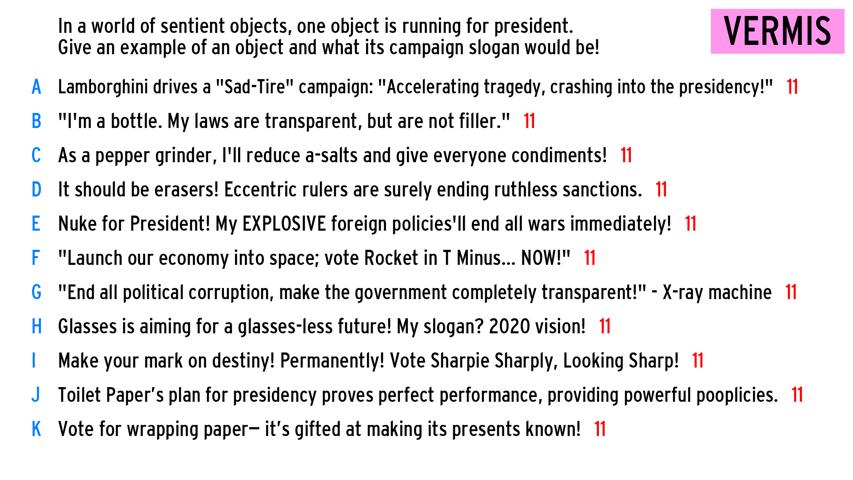 In a world of sentient objects, one object is running for president.
Give an example of an object and what its campaign slogan would be!
VERMIS
A Lamborghini drives a "Sad-Tire" campaign: "Accelerating tragedy, crashing into the presidency!" 11
B "I'm a bottle. My laws are transparent, but are not filler." 11
C As a pepper grinder, I'll reduce a-salts and give everyone condiments! 11
D It should be erasers! Eccentric rulers are surely ending ruthless sanctions. 11
E Nuke for President! My EXPLOSIVE foreign policies'll end all wars immediately! 11
F "Launch our economy into space; vote Rocket in T Minus... NOW!" 11
G "End all political corruption, make the government completely transparent!" - X-ray machine 11
H Glasses is aiming for a glasses-less future! My slogan? 2020 vision! 11
I Make your mark on destiny! Permanently! Vote Sharpie Sharply, Looking Sharp! 11
J Toilet Paper’s plan for presidency proves perfect performance, providing powerful pooplicies. 11
K Vote for wrapping paper— it’s gifted at making its presents known! 11